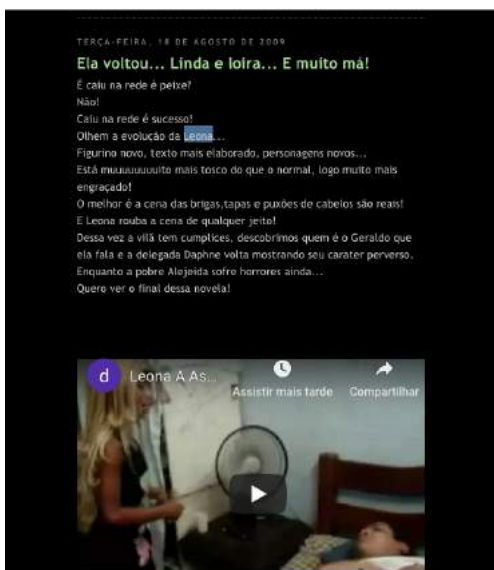 TERÇA-FEIRA, 18 DE AGOSTO DE 2009
Ela voltou... Linda e loira... E muito má!
É caiu na rede é peixe?
Não!
Caiu na rede é sucesso!
Olhem a evolução da Leona...
Figurino novo, texto mais elaborado, personagens novos...
Está muuuuuuuuito mais tosco do que o normal, logo muito mais
engraçado!
O melhor é a cena das brigas,tapas e puxões de cabelos são reais!
E Leona rouba a cena de qualquer jeito!
Dessa vez a vilã tem cumplices, descobrimos quem é o Geraldo que
ela fala e a delegada Daphne volta mostrando seu carater perverso.
Enquanto a pobre Alejeida sofre horrores ainda...
Quero ver o final dessa novela!
d
Leona A As...
Assistir mais tarde
Compartilhar